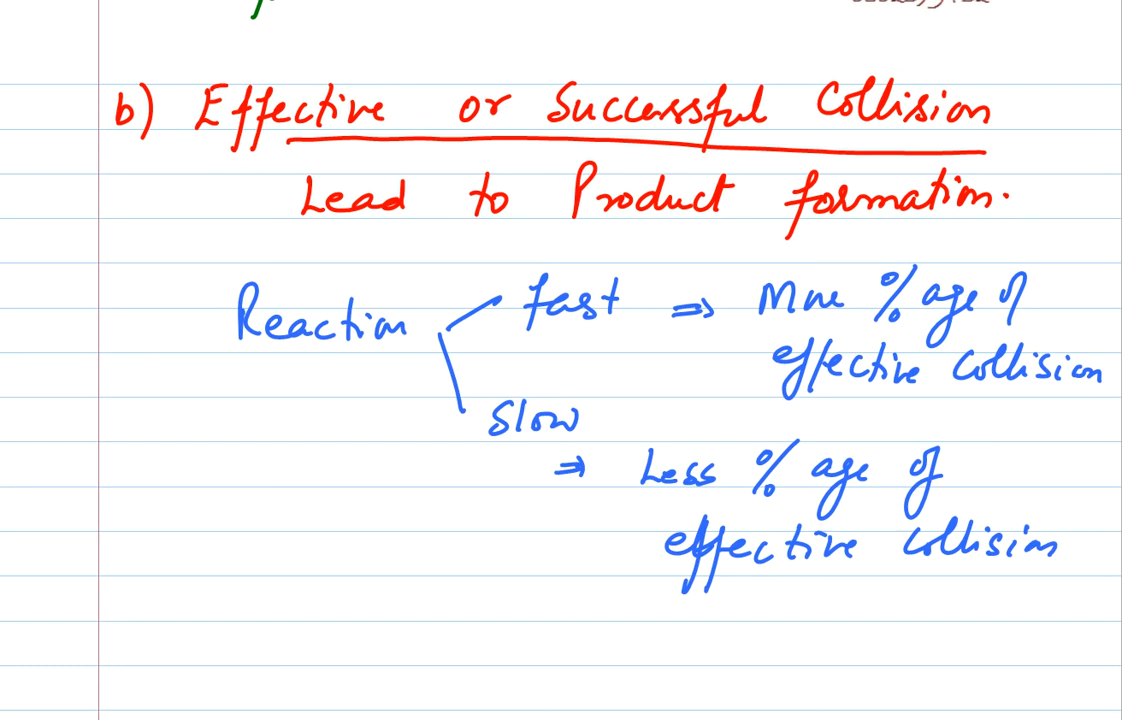 b) Effective or Successful Collision
Lead to Product formation.
Reaction fast ⇒ More % age of
effective collision
Slow
⇒ Less % age of
effective collision